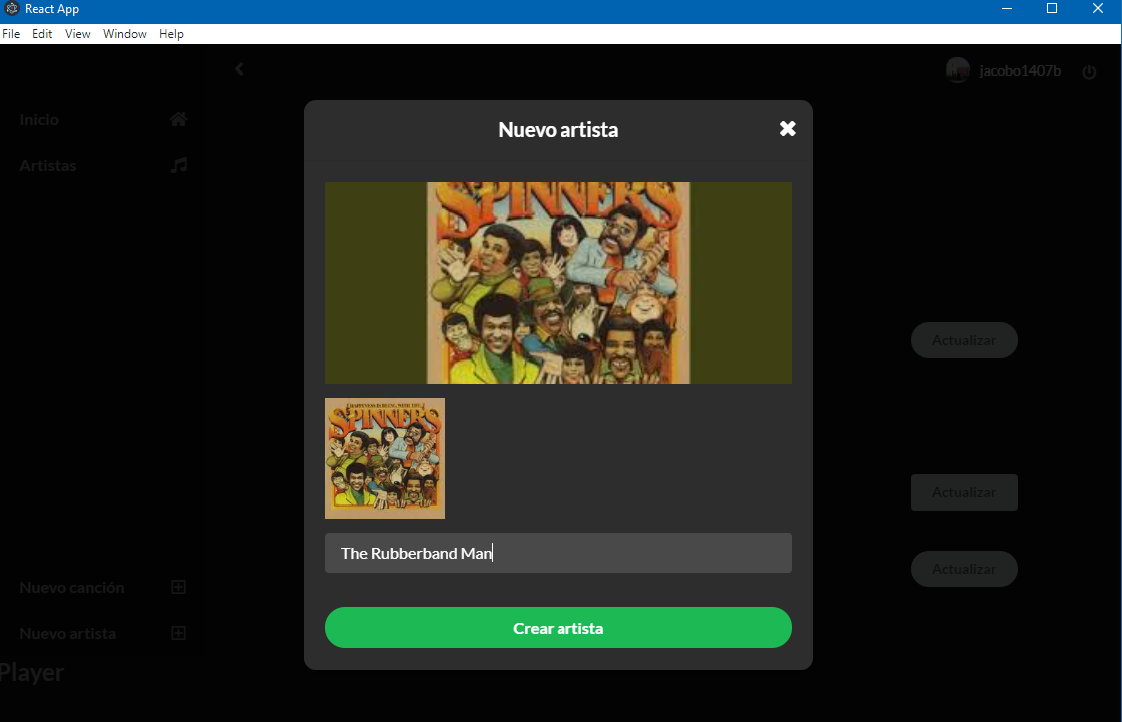 React App
File Edit View Window Help
jacobo1407b
Inicio
Artistas
Nuevo artista
SPINNERS
HAPPINESS IS BEING WITH THE
SPINNERS
The Rubberband Man
Crear artista
Actualizar
Actualizar
Actualizar
Nuevo canción
Nuevo artista
Player